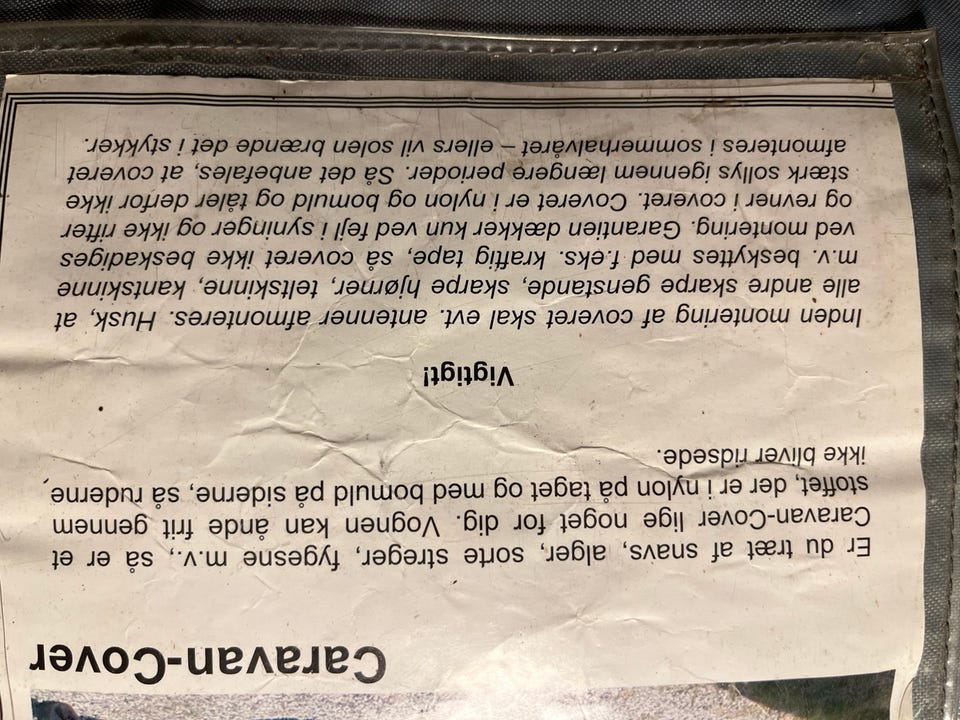 Caravan-Cover
Er du træt af snavs, alger, sorte streger, fygesne m.v., så er et
Caravan-Cover lige noget for dig. Vognen kan ånde frit gennem
stoffet, der er i nylon på taget og med bomuld på siderne, så ruderne
ikke bliver ridsede.
Vigtigt!
Inden montering af coveret skal evt. antenner afmonteres. Husk, at
alle andre skarpe genstande, skarpe hjørner, teltskinne, kantskinne
m.v. beskyttes med f.eks. kraftig tape, så coveret ikke beskadiges
ved montering. Garantien dækker kun ved fejl i syninger og ikke rifter
og revner i coveret. Coveret er i nylon og bomuld og tåler derfor ikke
stærk sollys igennem længere perioder. Så det anbefales, at coveret
afmonteres i sommerhalvåret – ellers vil solen brænde det i stykker.